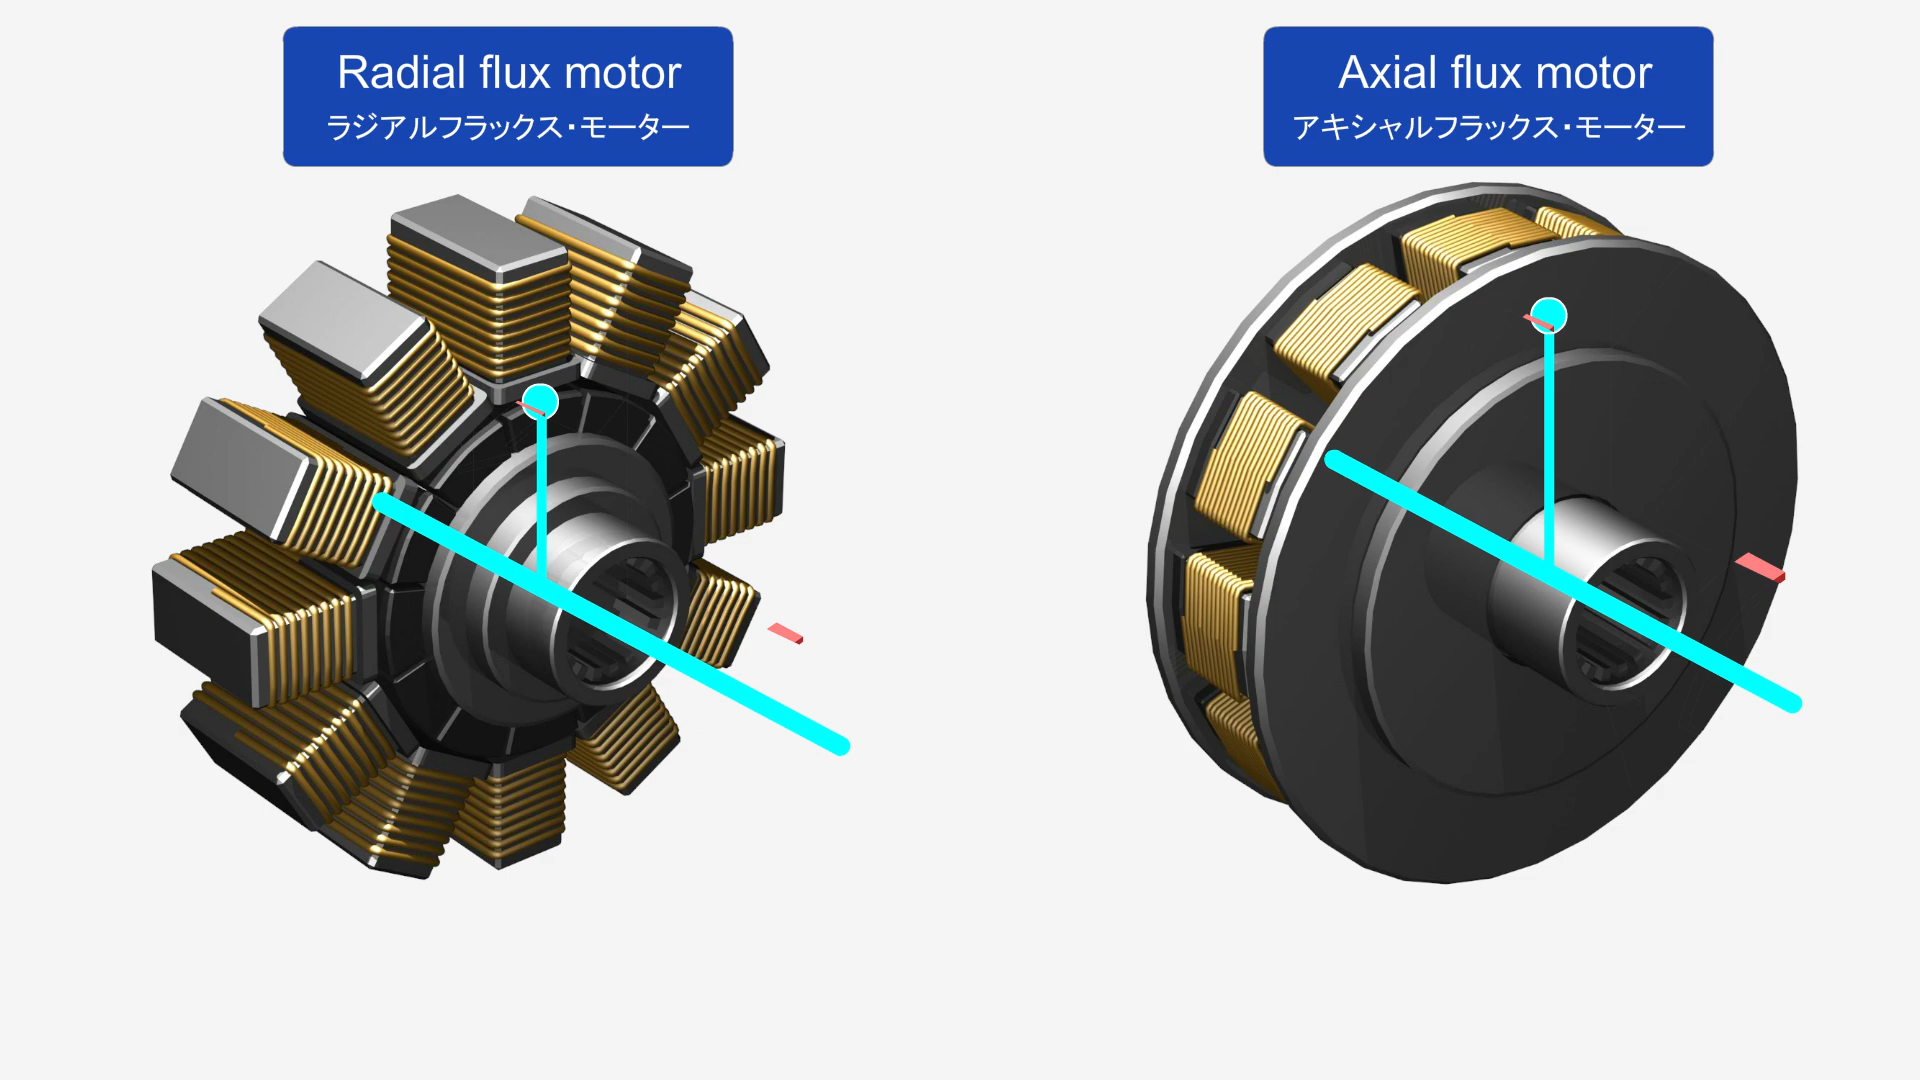 Radial flux motor
ラジアルフラックス・モーター
Axial flux motor
アキシャルフラックス・モーター